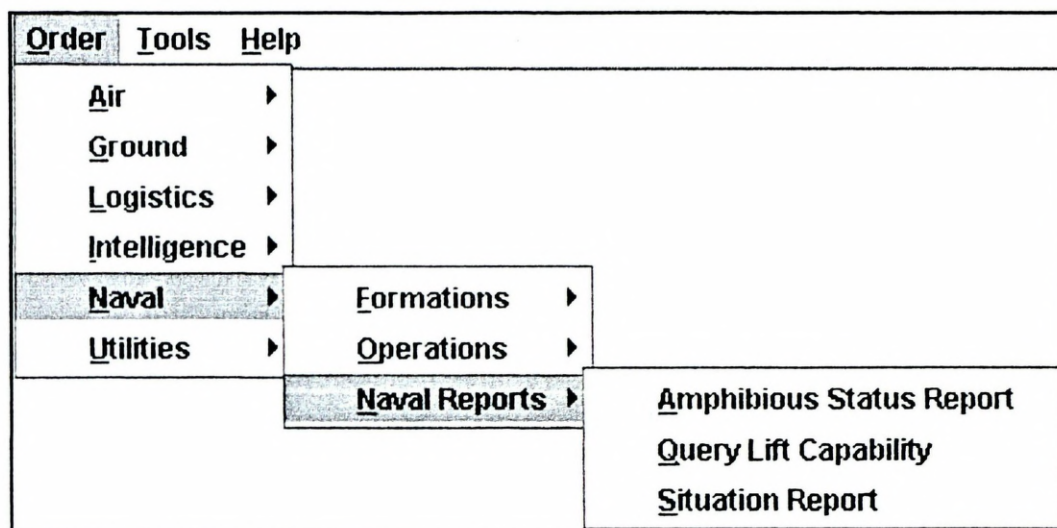 Order Tools Help
Air
Ground
Logistics
Intelligence
Naval
Formations
Utilities
Operations
Naval Reports
Amphibious Status Report
Query Lift Capability
Situation Report